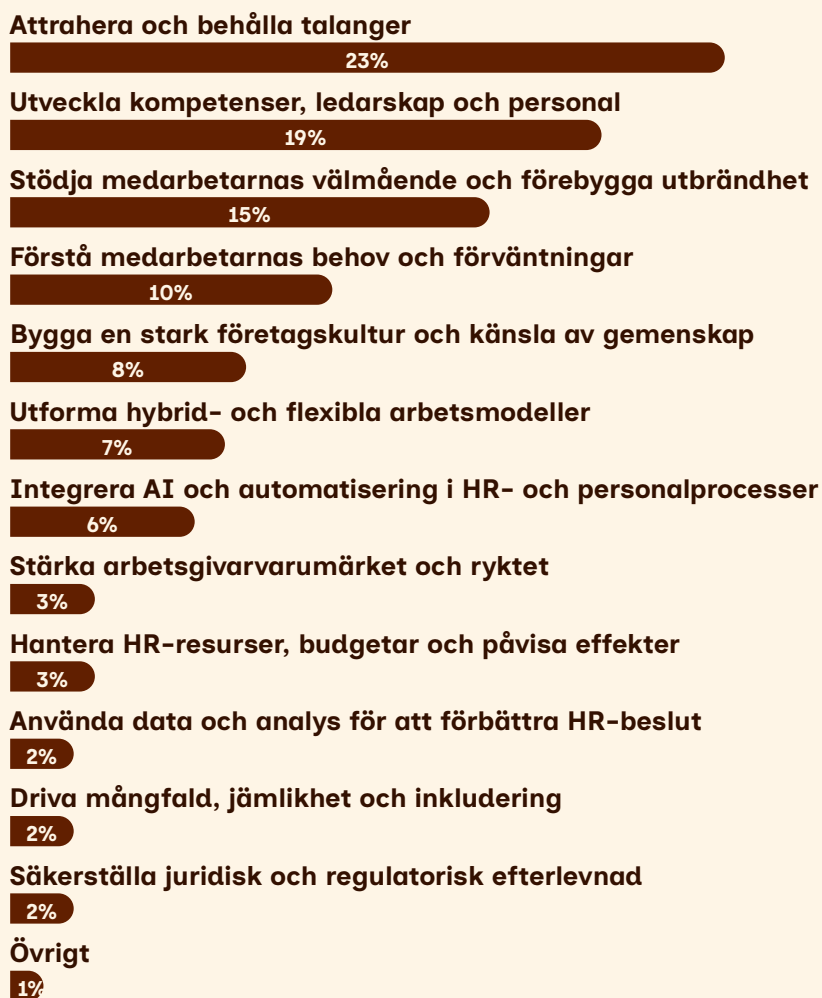 Attrahera och behålla talanger
23%
Utveckla kompetenser, ledarskap och personal
19%
Stödja medarbetarnas välmående och förebygga utbrändhet
15%
Förstå medarbetarnas behov och förväntningar
10%
Bygga en stark företagskultur och känsla av gemenskap
8%
Utforma hybrid- och flexibla arbetsmodeller
7%
Integrera AI och automatisering i HR- och personalprocesser
6%
Stärka arbetsgivarvarumärket och ryktet
3%
Hantera HR-resurser, budgetar och påvisa effekter
3%
Använda data och analys för att förbättra HR-beslut
2%
Driva mångfald, jämlikhet och inkludering
2%
Säkerställa juridisk och regulatorisk efterlevnad
2%
Övrigt
1%